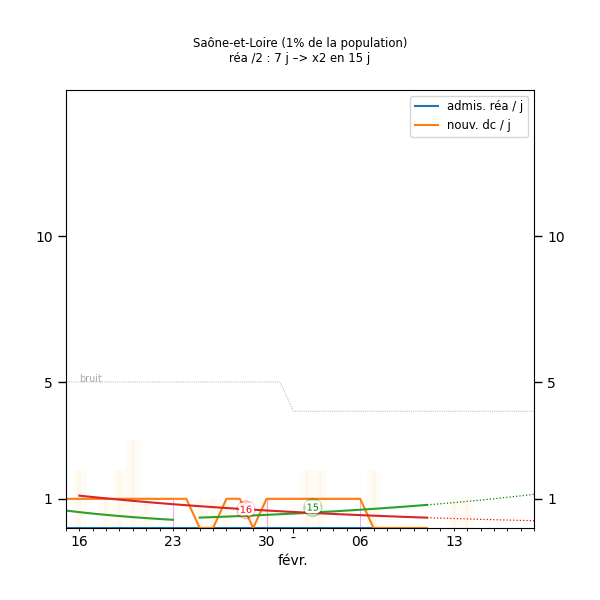 Saône-et-Loire (1% de la population)
réa /2 : 7 j –> x2 en 15 j
admis. réa / j
nouv. dc / j
10 10
bruit
5 5
16 15
1 1
16 23 30 - 06 13
févr.